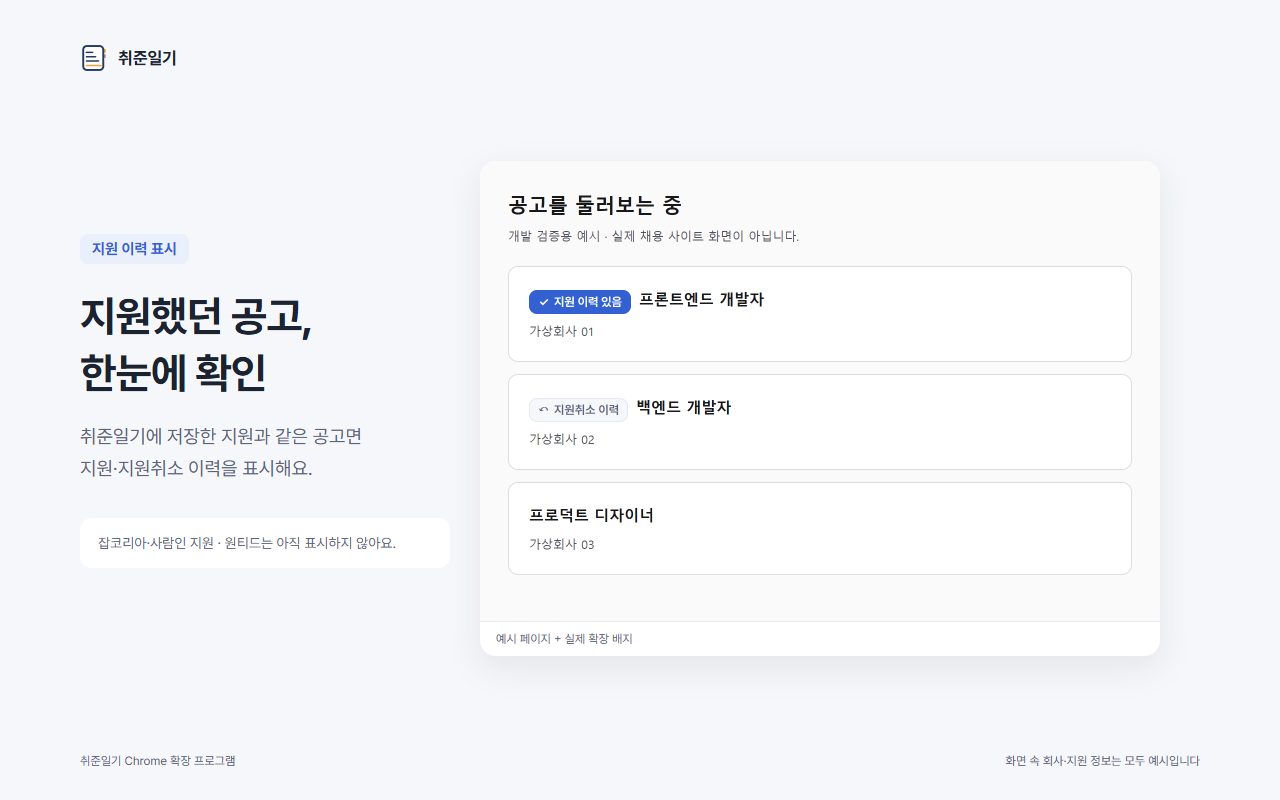 취준일기
지원 이력 표시
지원했던 공고,
한눈에 확인
취준일기에 저장한 지원과 같은 공고면
지원·지원취소 이력을 표시해요.
잡코리아·사람인 지원 · 원티드는 아직 표시하지 않아요.
공고를 둘러보는 중
개발 검증용 예시 · 실제 채용 사이트 화면이 아닙니다.
✓ 지원 이력 있음 프론트엔드 개발자
가상회사 01
↶ 지원취소 이력 백엔드 개발자
가상회사 02
프로덕트 디자이너
가상회사 03
예시 페이지 + 실제 확장 배지
취준일기 Chrome 확장 프로그램
화면 속 회사·지원 정보는 모두 예시입니다